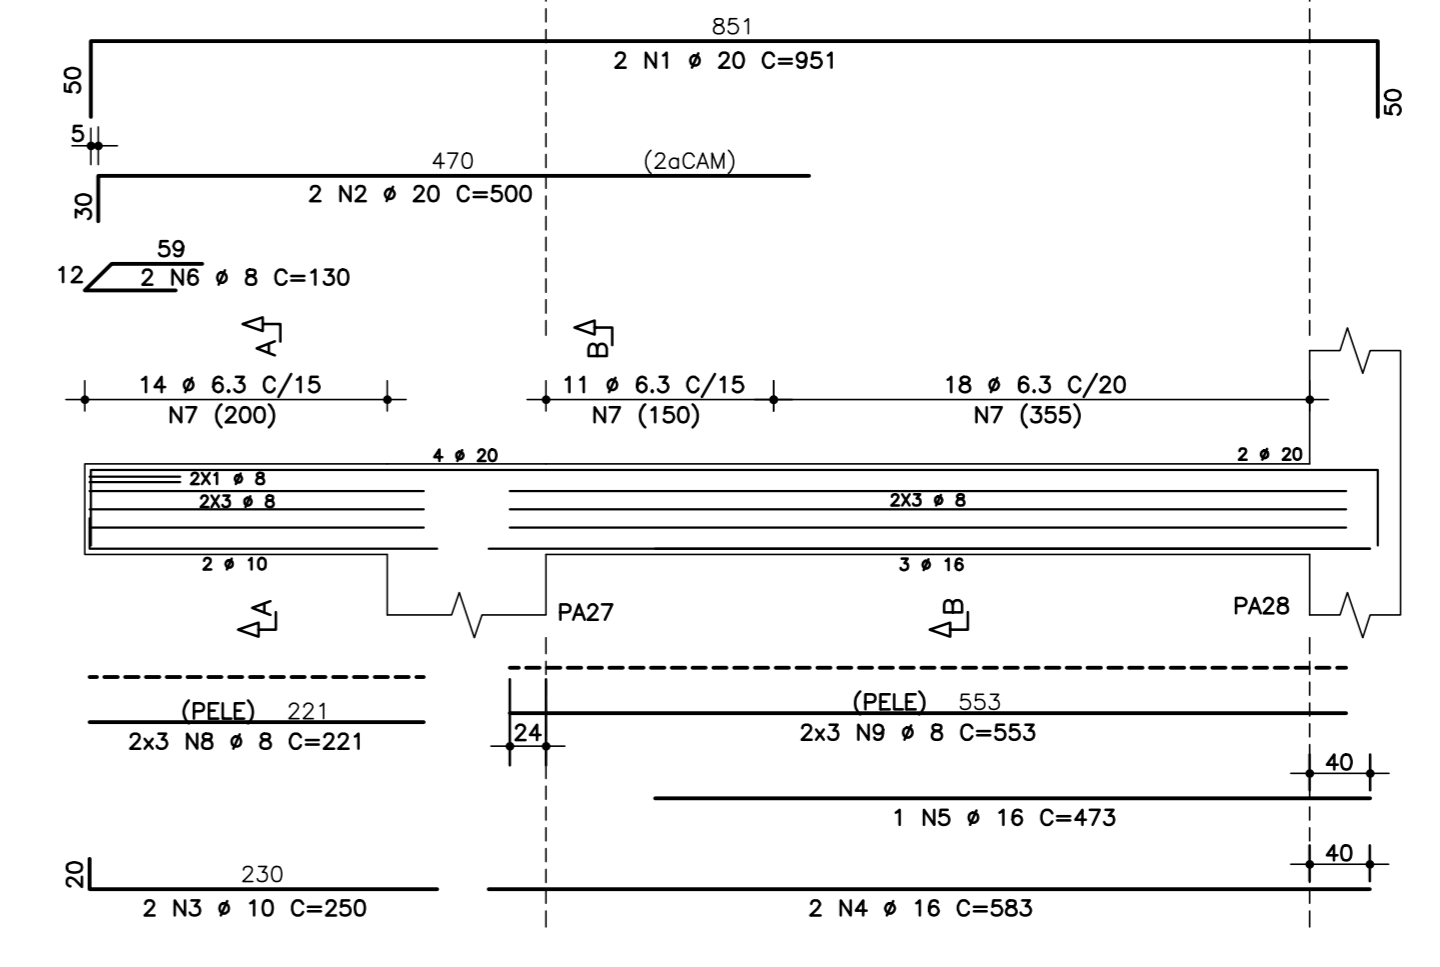 851
2 N1 ø 20 C=951
50
50
5
470 (2aCAM)
2 N2 ø 20 C=500
30
59
12
2 N6 ø 8 C=130
A
B
14 ø 6.3 C/15
N7 (200)
11 ø 6.3 C/15
N7 (150)
18 ø 6.3 C/20
N7 (355)
4 ø 20
2 ø 20
2X1 ø 8
2X3 ø 8
2X3 ø 8
2 ø 10
3 ø 16
A
B
PA27
PA28
(PELE) 221
2x3 N8 ø 8 C=221
(PELE) 553
24
2x3 N9 ø 8 C=553
40
1 N5 ø 16 C=473
40
20
230
2 N3 ø 10 C=250
2 N4 ø 16 C=583